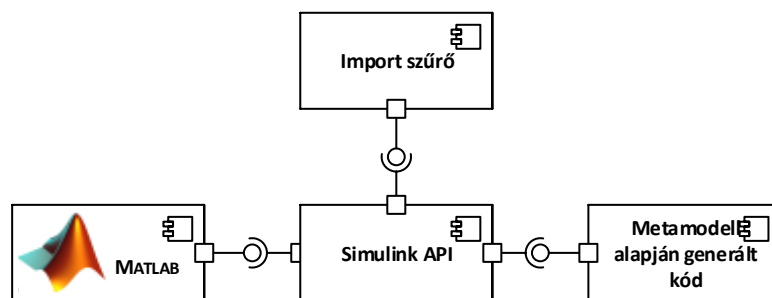 Import szűrő
MATLAB
Simulink API
Metamodell
alapján generált
kód